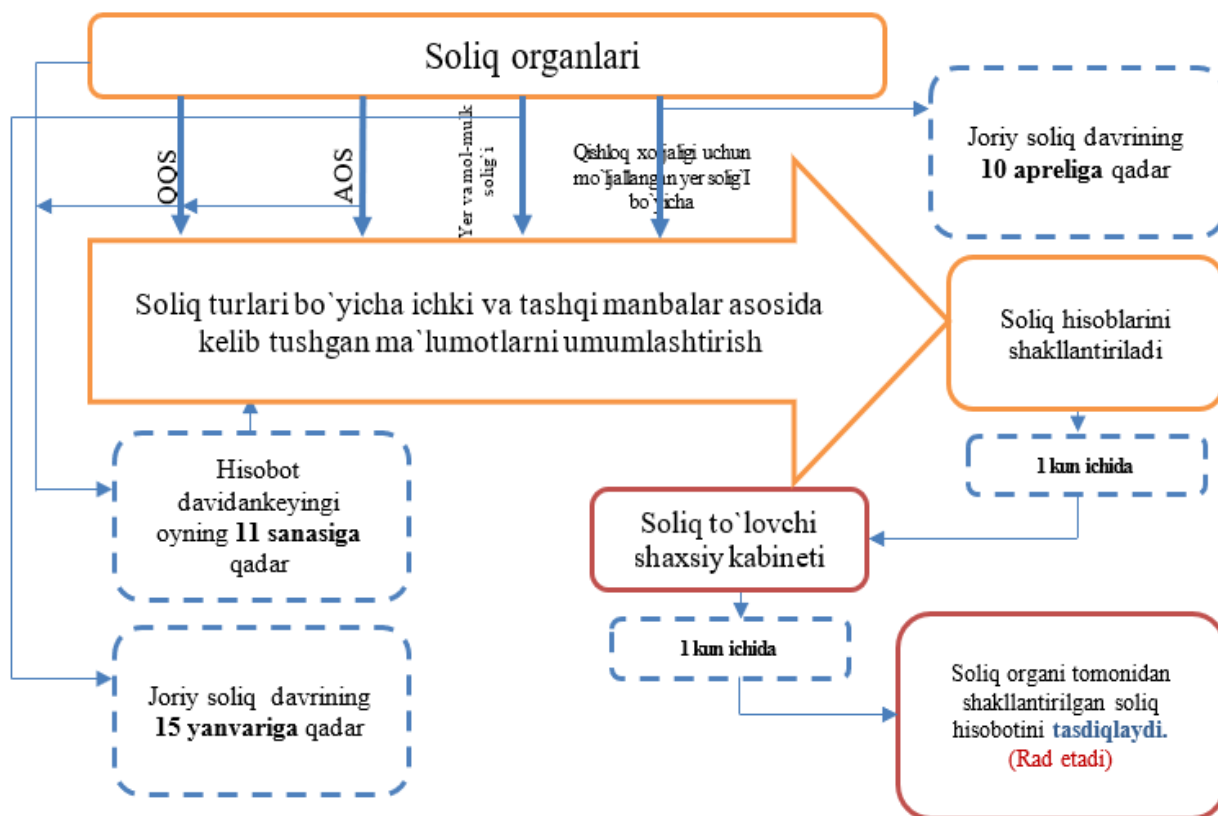 Soliq organlari
QQS
AOS
Yer va mol-mulk
solig`i
Qishloq xo`jaligi uchun
mo`ljallangan yer solig`I
bo`yicha
Joriy soliq davrining
10 apreliga qadar
Soliq turlari bo`yicha ichki va tashqi manbalar asosida
kelib tushgan ma`lumotlarni umumlashtirish
Soliq hisoblarini
shakllantiriladi
1 kun ichida
Hisobot
davidankeyingi
oyning 11 sanasiga
qadar
Soliq to`lovchi
shaxsiy kabineti
1 kun ichida
Joriy soliq davrining
15 yanvariga qadar
Soliq organi tomonidan
shakllantirilgan soliq
hisobotini tasdiqlaydi.
(Rad etadi)